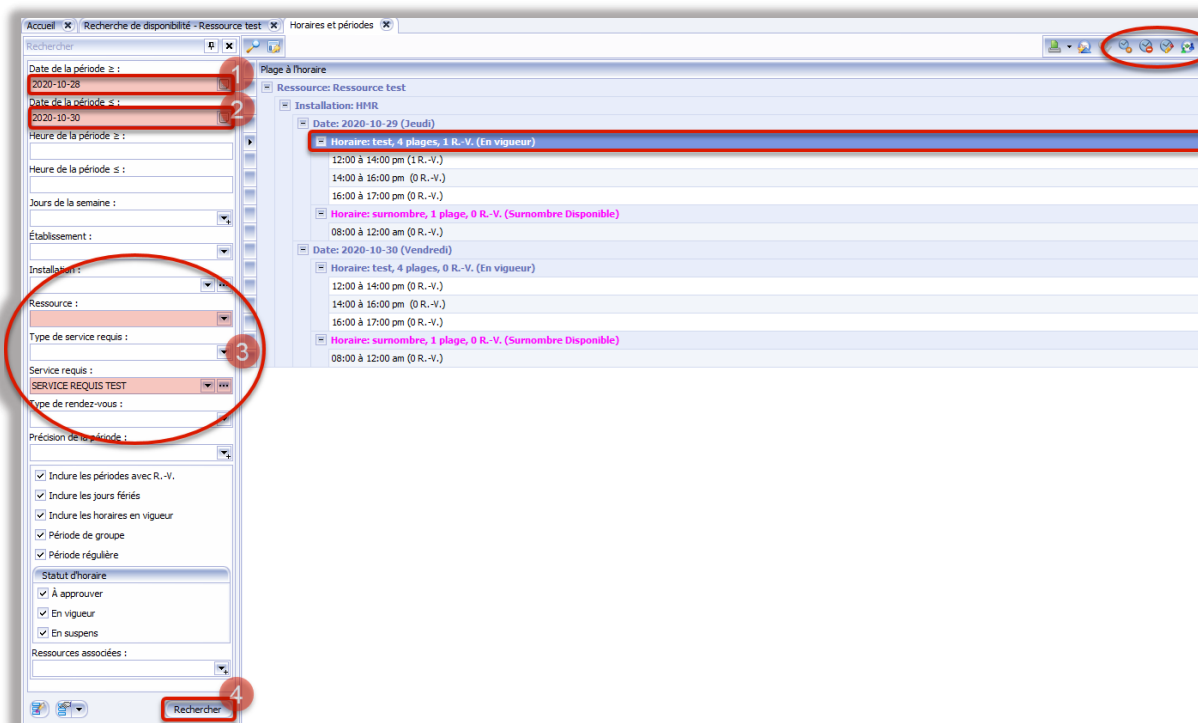 Accueil Recherche de disponibilité - Ressource test Horaires et périodes
Rechercher
Date de la période ≥ :
1
2020-10-28
Date de la période ≤ :
2
2020-10-30
Heure de la période ≥ :
Heure de la période ≤ :
Jours de la semaine :
Établissement :
Installation :
Ressource :
Type de service requis :
3
Service requis :
SERVICE REQUIS TEST
Type de rendez-vous :
Précision de la période :
Inclure les périodes avec R.-V.
Inclure les jours fériés
Inclure les horaires en vigueur
Période de groupe
Période régulière
Statut d'horaire
À approuver
En vigueur
En suspens
Ressources associées :
4
Rechercher
Plage à l'horaire
Ressource: Ressource test
Installation: HMR
Date: 2020-10-29 (Jeudi)
Horaire: test, 4 plages, 1 R.-V. (En vigueur)
12:00 à 14:00 pm (1 R.-V.)
14:00 à 16:00 pm (0 R.-V.)
16:00 à 17:00 pm (0 R.-V.)
Horaire: surnombre, 1 plage, 0 R.-V. (Surnombre Disponible)
08:00 à 12:00 am (0 R.-V.)
Date: 2020-10-30 (Vendredi)
Horaire: test, 4 plages, 0 R.-V. (En vigueur)
12:00 à 14:00 pm (0 R.-V.)
14:00 à 16:00 pm (0 R.-V.)
16:00 à 17:00 pm (0 R.-V.)
Horaire: surnombre, 1 plage, 0 R.-V. (Surnombre Disponible)
08:00 à 12:00 am (0 R.-V.)